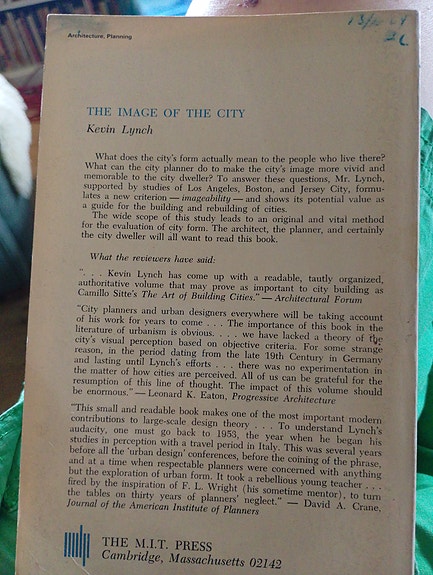 Architecture, Planning
THE IMAGE OF THE CITY
Kevin Lynch
What does the city's form actually mean to the people who live there?
What can the city planner do to make the city's image more vivid and
memorable to the city dweller? To answer these questions, Mr. Lynch,
supported by studies of Los Angeles, Boston, and Jersey City, formu-
lates a new criterion — imageability — and shows its potential value as
a guide for the building and rebuilding of cities.
The wide scope of this study leads to an original and vital method
for the evaluation of city form. The architect, the planner, and certainly
the city dweller will all want to read this book.
What the reviewers have said:
". . . Kevin Lynch has come up with a readable, tautly organized,
authoritative volume that may prove as important to city building as
Camillo Sitte's The Art of Building Cities." — Architectural Forum
"City planners and urban designers everywhere will be taking account
of his work for years to come . . . The importance of this book in the
literature of urbanism is obvious. . . . we have lacked a theory of the
city's visual perception based on objective criteria. For some strange
reason, in the period dating from the late 19th Century in Germany
and lasting until Lynch's efforts . . . there was no experimentation in
the matter of how cities are perceived. All of us can be grateful for the
resumption of this line of thought. The impact of this volume should
be enormous." — Leonard K. Eaton, Progressive Architecture
"This small and readable book makes one of the most important modern
contributions to large-scale design theory . . . . To understand Lynch's
audacity, one must go back to 1953, the year when he began his
studies in perception with a travel period in Italy. This was several years
before all the 'urban design' conferences, before the coining of the phrase,
and at a time when respectable planners were concerned with anything
but the exploration of urban form. It took a rebellious young teacher . . .
fired by the inspiration of F. L. Wright (his sometime mentor), to turn
the tables on thirty years of planners' neglect." — David A. Crane,
Journal of the American Institute of Planners
THE M.I.T. PRESS
Cambridge, Massachusetts 02142